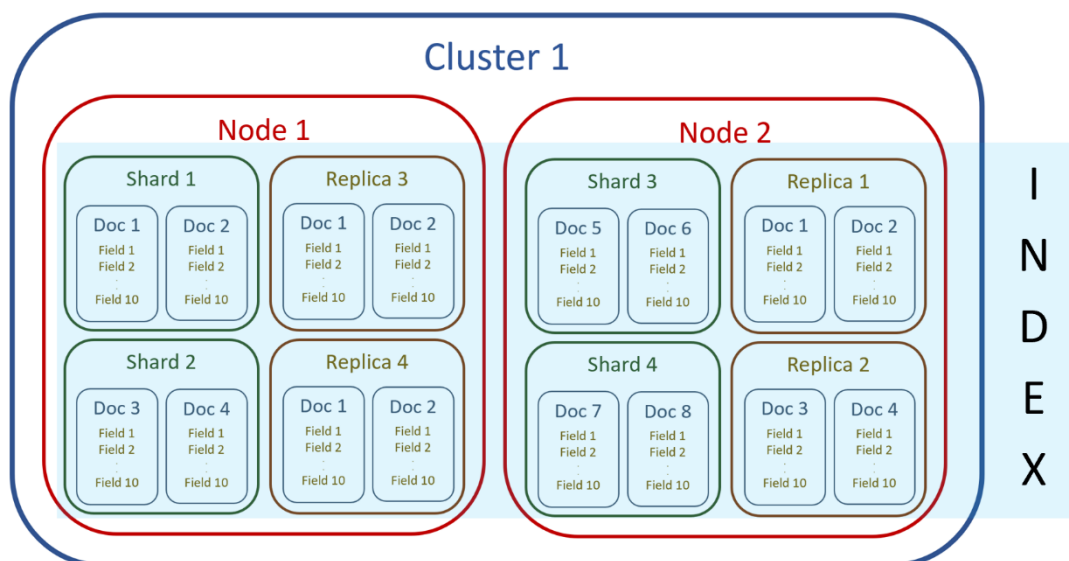 Cluster 1
Node 1
Shard 1
Doc 1
Field 1
Field 2
.
.
Field 10
Doc 2
Field 1
Field 2
.
.
Field 10
Replica 3
Doc 1
Field 1
Field 2
.
.
Field 10
Doc 2
Field 1
Field 2
.
.
Field 10
Shard 2
Doc 3
Field 1
Field 2
.
.
Field 10
Doc 4
Field 1
Field 2
.
.
Field 10
Replica 4
Doc 1
Field 1
Field 2
.
.
Field 10
Doc 2
Field 1
Field 2
.
.
Field 10
Node 2
Shard 3
Doc 5
Field 1
Field 2
.
.
Field 10
Doc 6
Field 1
Field 2
.
.
Field 10
Replica 1
Doc 1
Field 1
Field 2
.
.
Field 10
Doc 2
Field 1
Field 2
.
.
Field 10
Shard 4
Doc 7
Field 1
Field 2
.
.
Field 10
Doc 8
Field 1
Field 2
.
.
Field 10
Replica 2
Doc 3
Field 1
Field 2
.
.
Field 10
Doc 4
Field 1
Field 2
.
.
Field 10
I
N
D
E
X